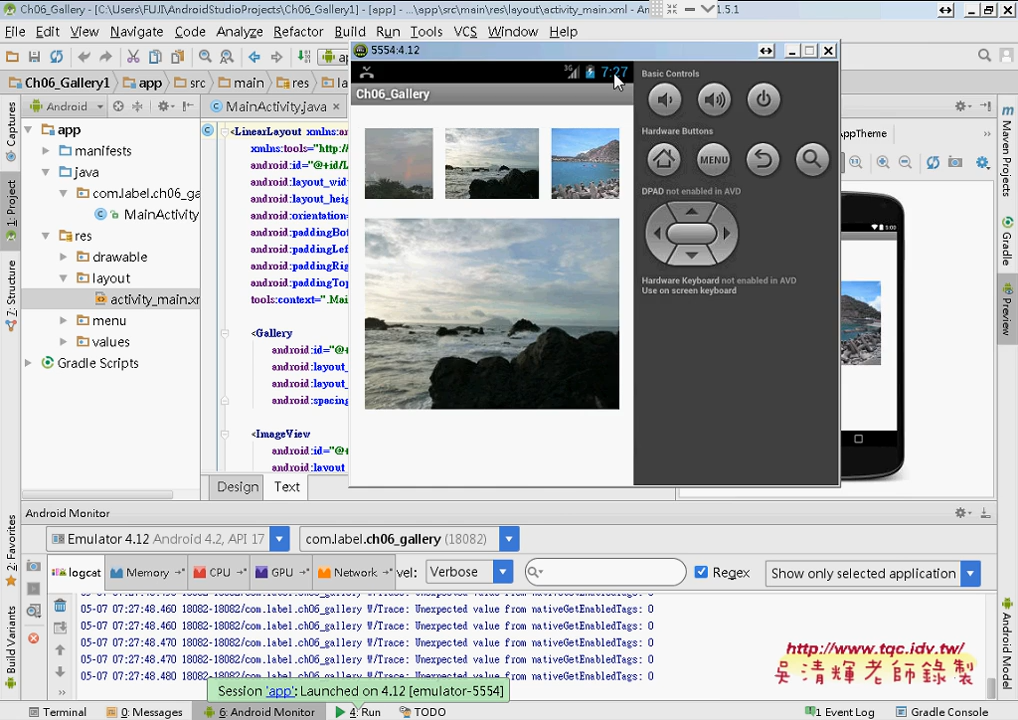 Ch06_Gallery - [C:\Users\FUJI\AndroidStudioProjects\Ch06_Gallery1] - [app] - ...\app\src\main\res\layout\activity_main.xml - An
1.5.1
File Edit View Navigate Code Analyze Refactor Build Run Tools VCS Window Help
5554:4.12
Ch06_Gallery1 app src main res
3G 7:27
Ch06_Gallery
Basic Controls
Android
MainActivity.java
app
manifests
java
com.label.ch06_ga
MainActivity
res
drawable
layout
activity_main.xr
menu
values
Gradle Scripts
Captures
1: Project
7: Structure
2: Favorites
Build Variants
<LinearLayout xmlns:an
xmlns:tools="http:/
android:id="@+id/L
android:layout_wid
android:layout_heig
android:orientation=
android:paddingBot
android:paddingLef
android:paddingRig
android:paddingTop
tools:context=".Mai
<Gallery
android:id="@+
android:layout_
android:layout_
android:spacing
<ImageView
android:id="@+
android:layout
Design Text
Hardware Buttons
MENU
DPAD not enabled in AVD
Hardware Keyboard not enabled in AVD
Use on screen keyboard
AppTheme
5:00
Maven Projects
Gradle
Preview
Android Model
Android Monitor
Emulator 4.12 Android 4.2, API 17
com.label.ch06_gallery (18082)
logcat Memory CPU GPU Network vel: Verbose Regex Show only selected application
05-07 07:27:48.460 18082-18082/com.label.ch06_gallery W/Trace: Unexpected value from nativeGetEnabledTags: 0
05-07 07:27:48.460 18082-18082/com.label.ch06_gallery W/Trace: Unexpected value from nativeGetEnabledTags: 0
05-07 07:27:48.470 18082-18082/com.label.ch06_gallery W/Trace: Unexpected value from nativeGetEnabledTags: 0
05-07 07:27:48.470 18082-18082/com.label.ch06_gallery W/Trace: Unexpected value from nativeGetEnabledTags: 0
05-07 07:27:48.470 18082-18082/com.label.ch06_gallery W/Trace: Unexpected value from nativeGetEnabledTags: 0
http://www.tqc.idv.tw/
吳清輝老師錄製
Session 'app': Launched on 4.12 [emulator-5554]
Terminal 0: Messages 6: Android Monitor 4: Run TODO 1 Event Log Gradle Console